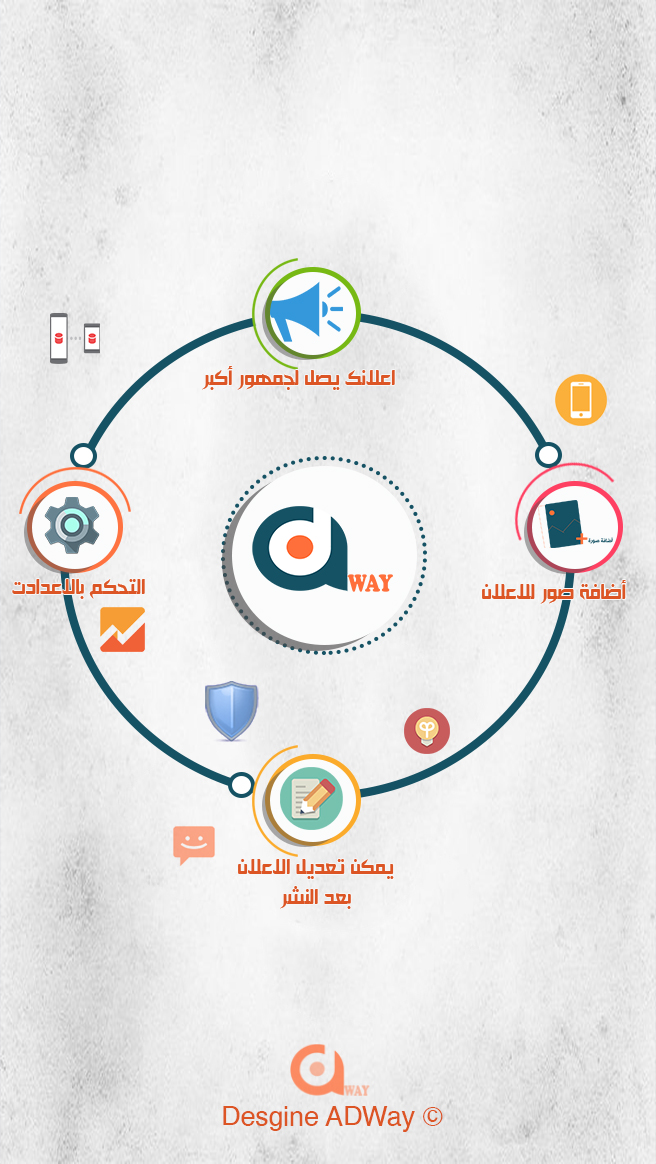 اعلانك يصل لجمهور أكبر
أضافة صورة
أضافة صور للاعلان
التحكم بالاعدادت
a WAY
يمكن تعديل الاعلان
بعد النشر
a WAY
Desgine ADWay ©